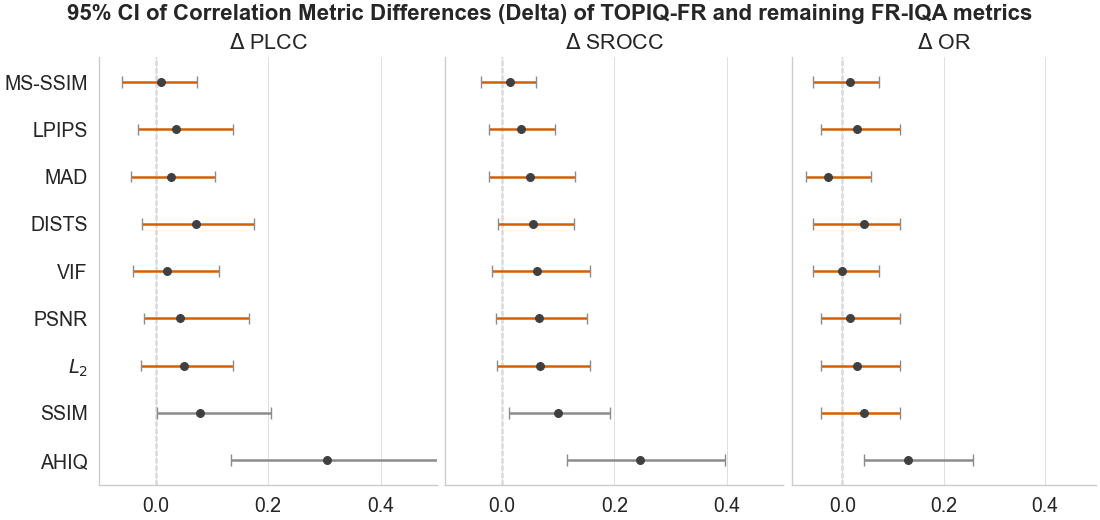 95% CI of Correlation Metric Differences (Delta) of TOPIQ-FR and remaining FR-IQA metrics
Δ PLCC
Δ SROCC
Δ OR
MS-SSIM
LPIPS
MAD
DISTS
VIF
PSNR
L₂
SSIM
AHIQ
0.0 0.2 0.4
0.0 0.2 0.4
0.0 0.2 0.4